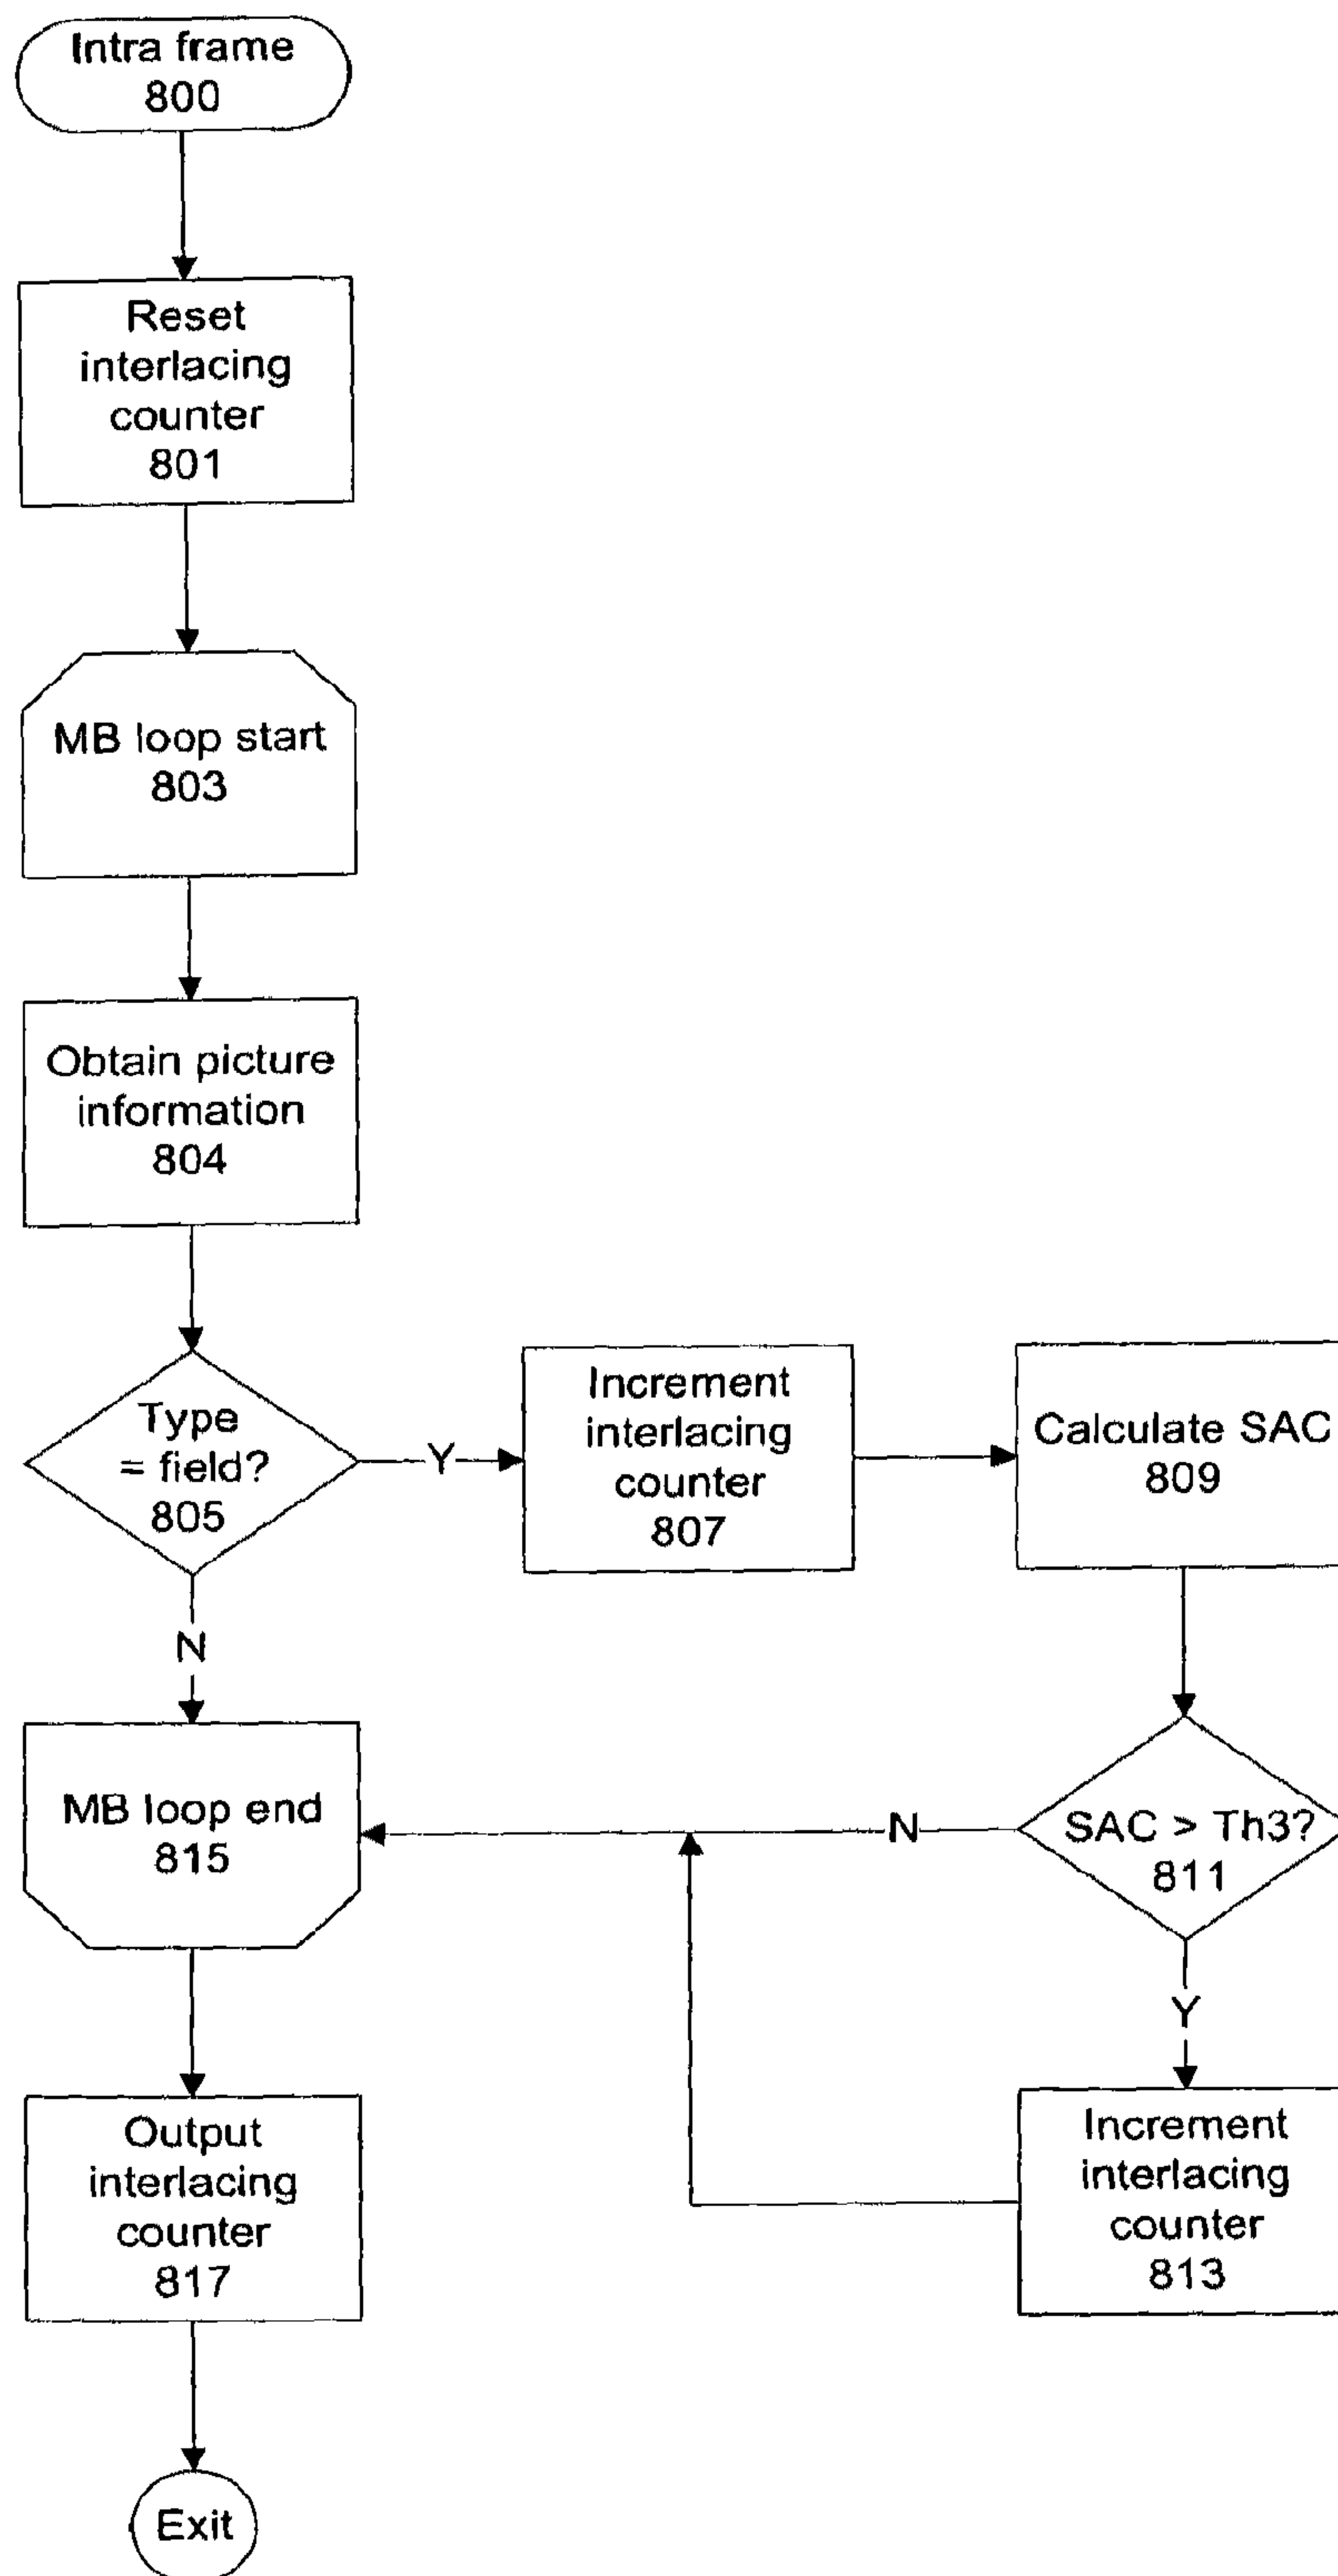 Intra frame
800
Reset
interlacing
counter
801
MB loop start
803
Obtain picture
information
804
Type
= field?
805
Y
Increment
interlacing
counter
807
Calculate SAC
809
N
MB loop end
815
N
SAC > Th3?
811
Y
Increment
interlacing
counter
813
Output
interlacing
counter
817
Exit